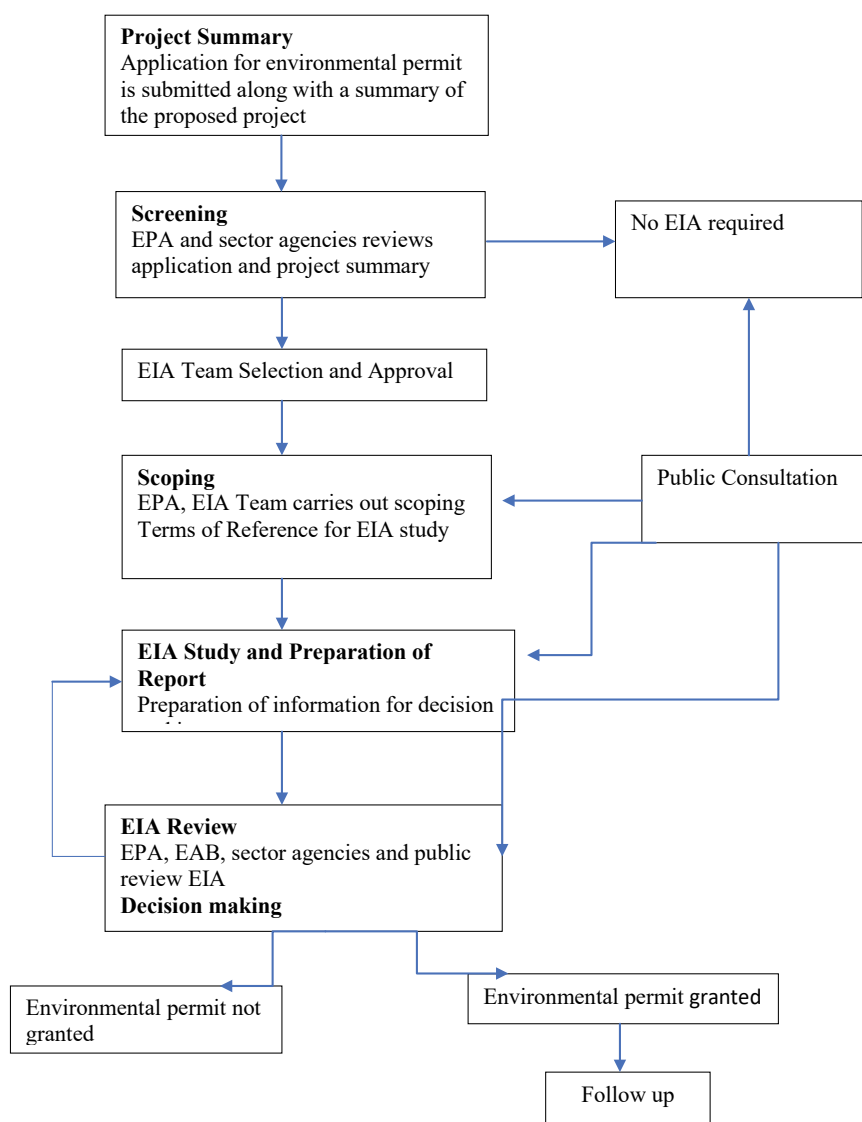 Project Summary
Application for environmental permit
is submitted along with a summary of
the proposed project
Screening
EPA and sector agencies reviews
application and project summary
No EIA required
EIA Team Selection and Approval
Scoping
EPA, EIA Team carries out scoping
Terms of Reference for EIA study
Public Consultation
EIA Study and Preparation of
Report
Preparation of information for decision
EIA Review
EPA, EAB, sector agencies and public
review EIA
Decision making
Environmental permit not
granted
Environmental permit granted
Follow up